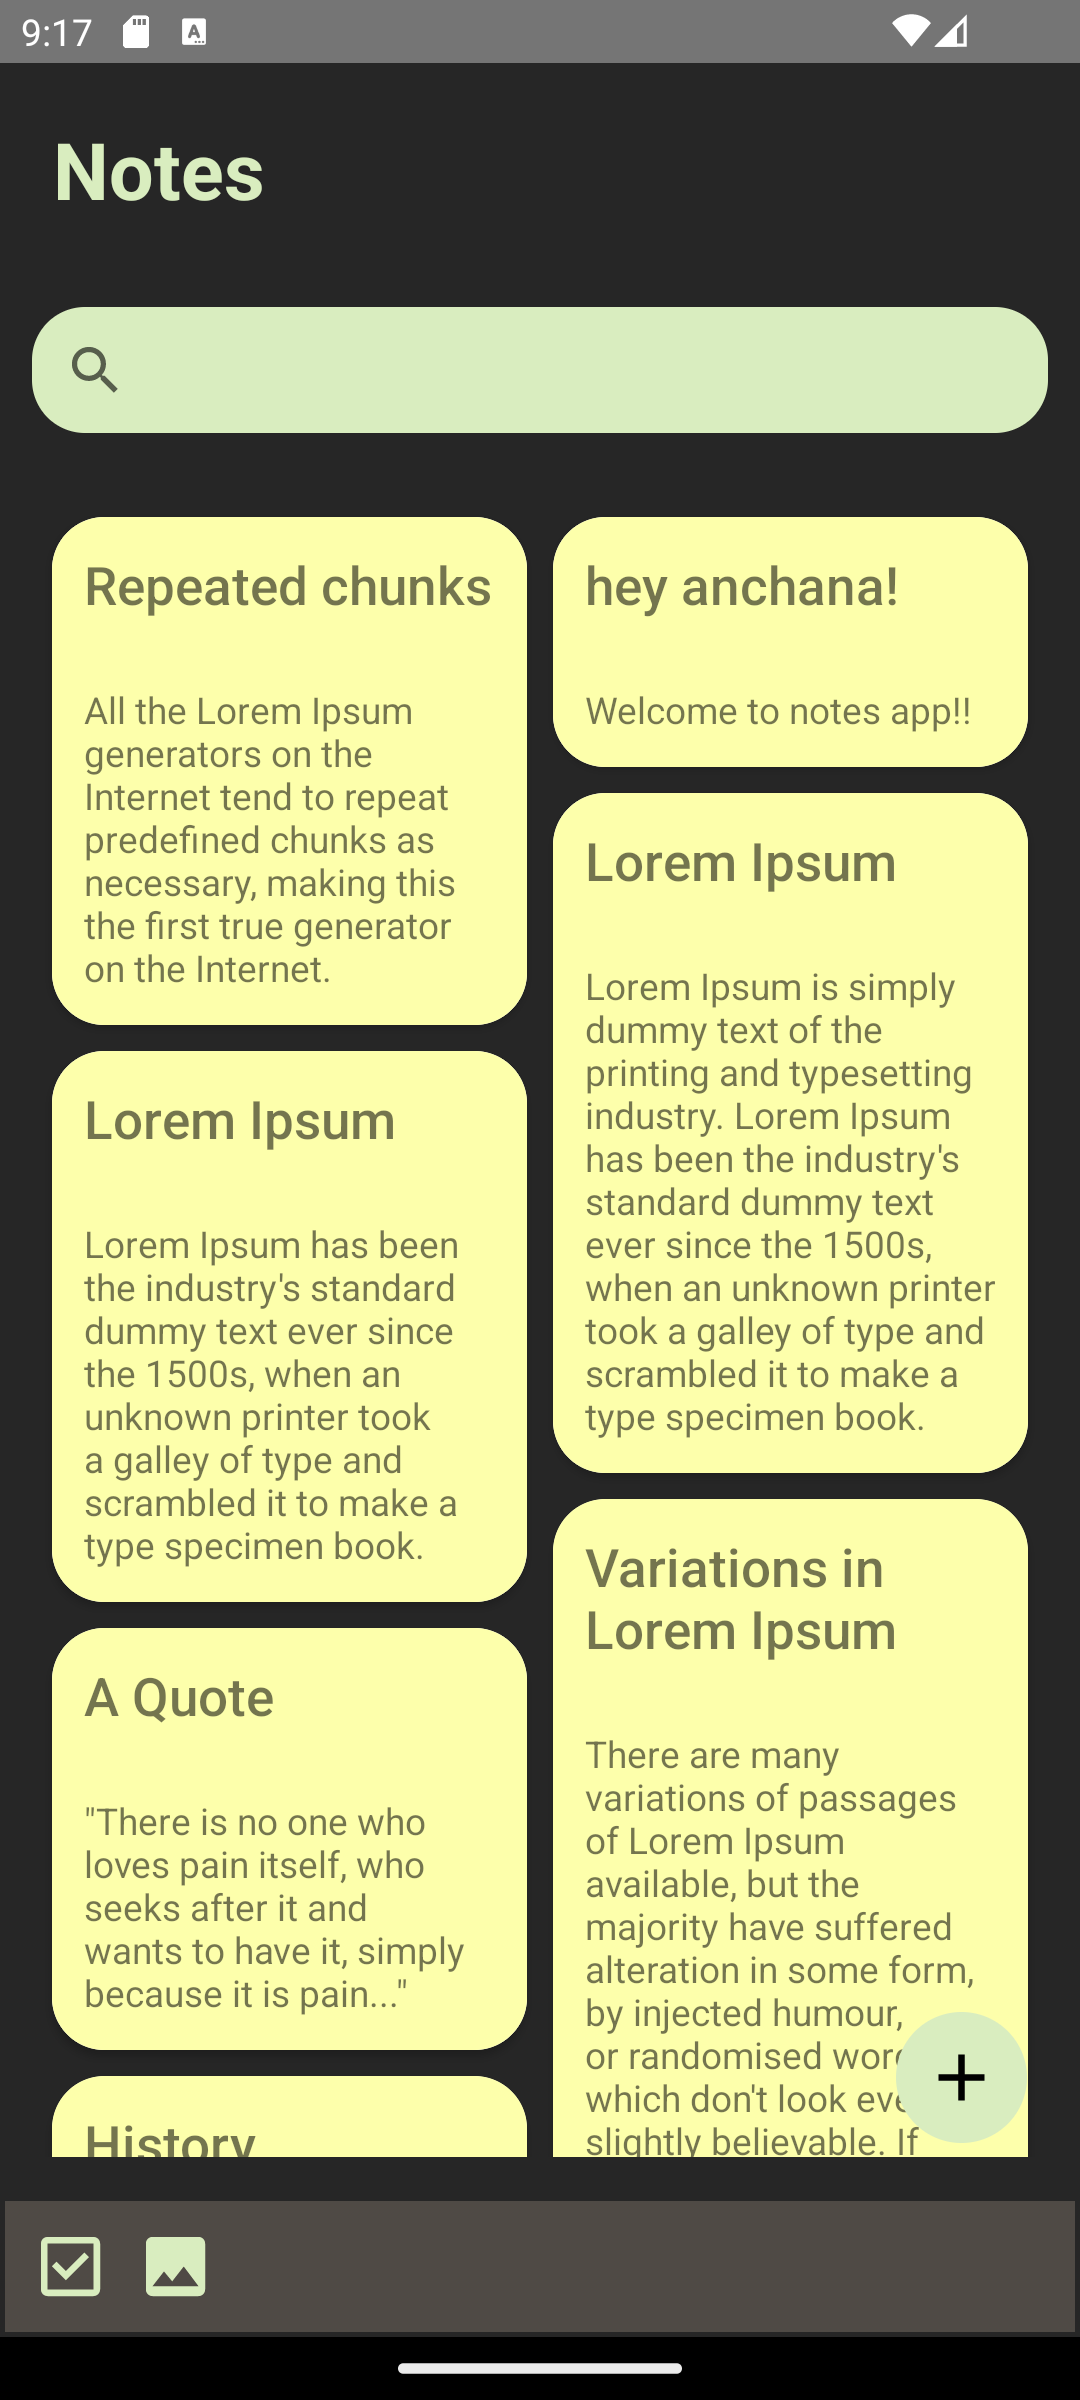 9:17
Notes
Repeated chunks
All the Lorem Ipsum
generators on the
Internet tend to repeat
predefined chunks as
necessary, making this
the first true generator
on the Internet.
Lorem Ipsum
Lorem Ipsum has been
the industry's standard
dummy text ever since
the 1500s, when an
unknown printer took
a galley of type and
scrambled it to make a
type specimen book.
A Quote
"There is no one who
loves pain itself, who
seeks after it and
wants to have it, simply
because it is pain..."
History
hey anchana!
Welcome to notes app!!
Lorem Ipsum
Lorem Ipsum is simply
dummy text of the
printing and typesetting
industry. Lorem Ipsum
has been the industry's
standard dummy text
ever since the 1500s,
when an unknown printer
took a galley of type and
scrambled it to make a
type specimen book.
Variations in
Lorem Ipsum
There are many
variations of passages
of Lorem Ipsum
available, but the
majority have suffered
alteration in some form,
by injected humour,
or randomised
which don't look
slightly believable. If